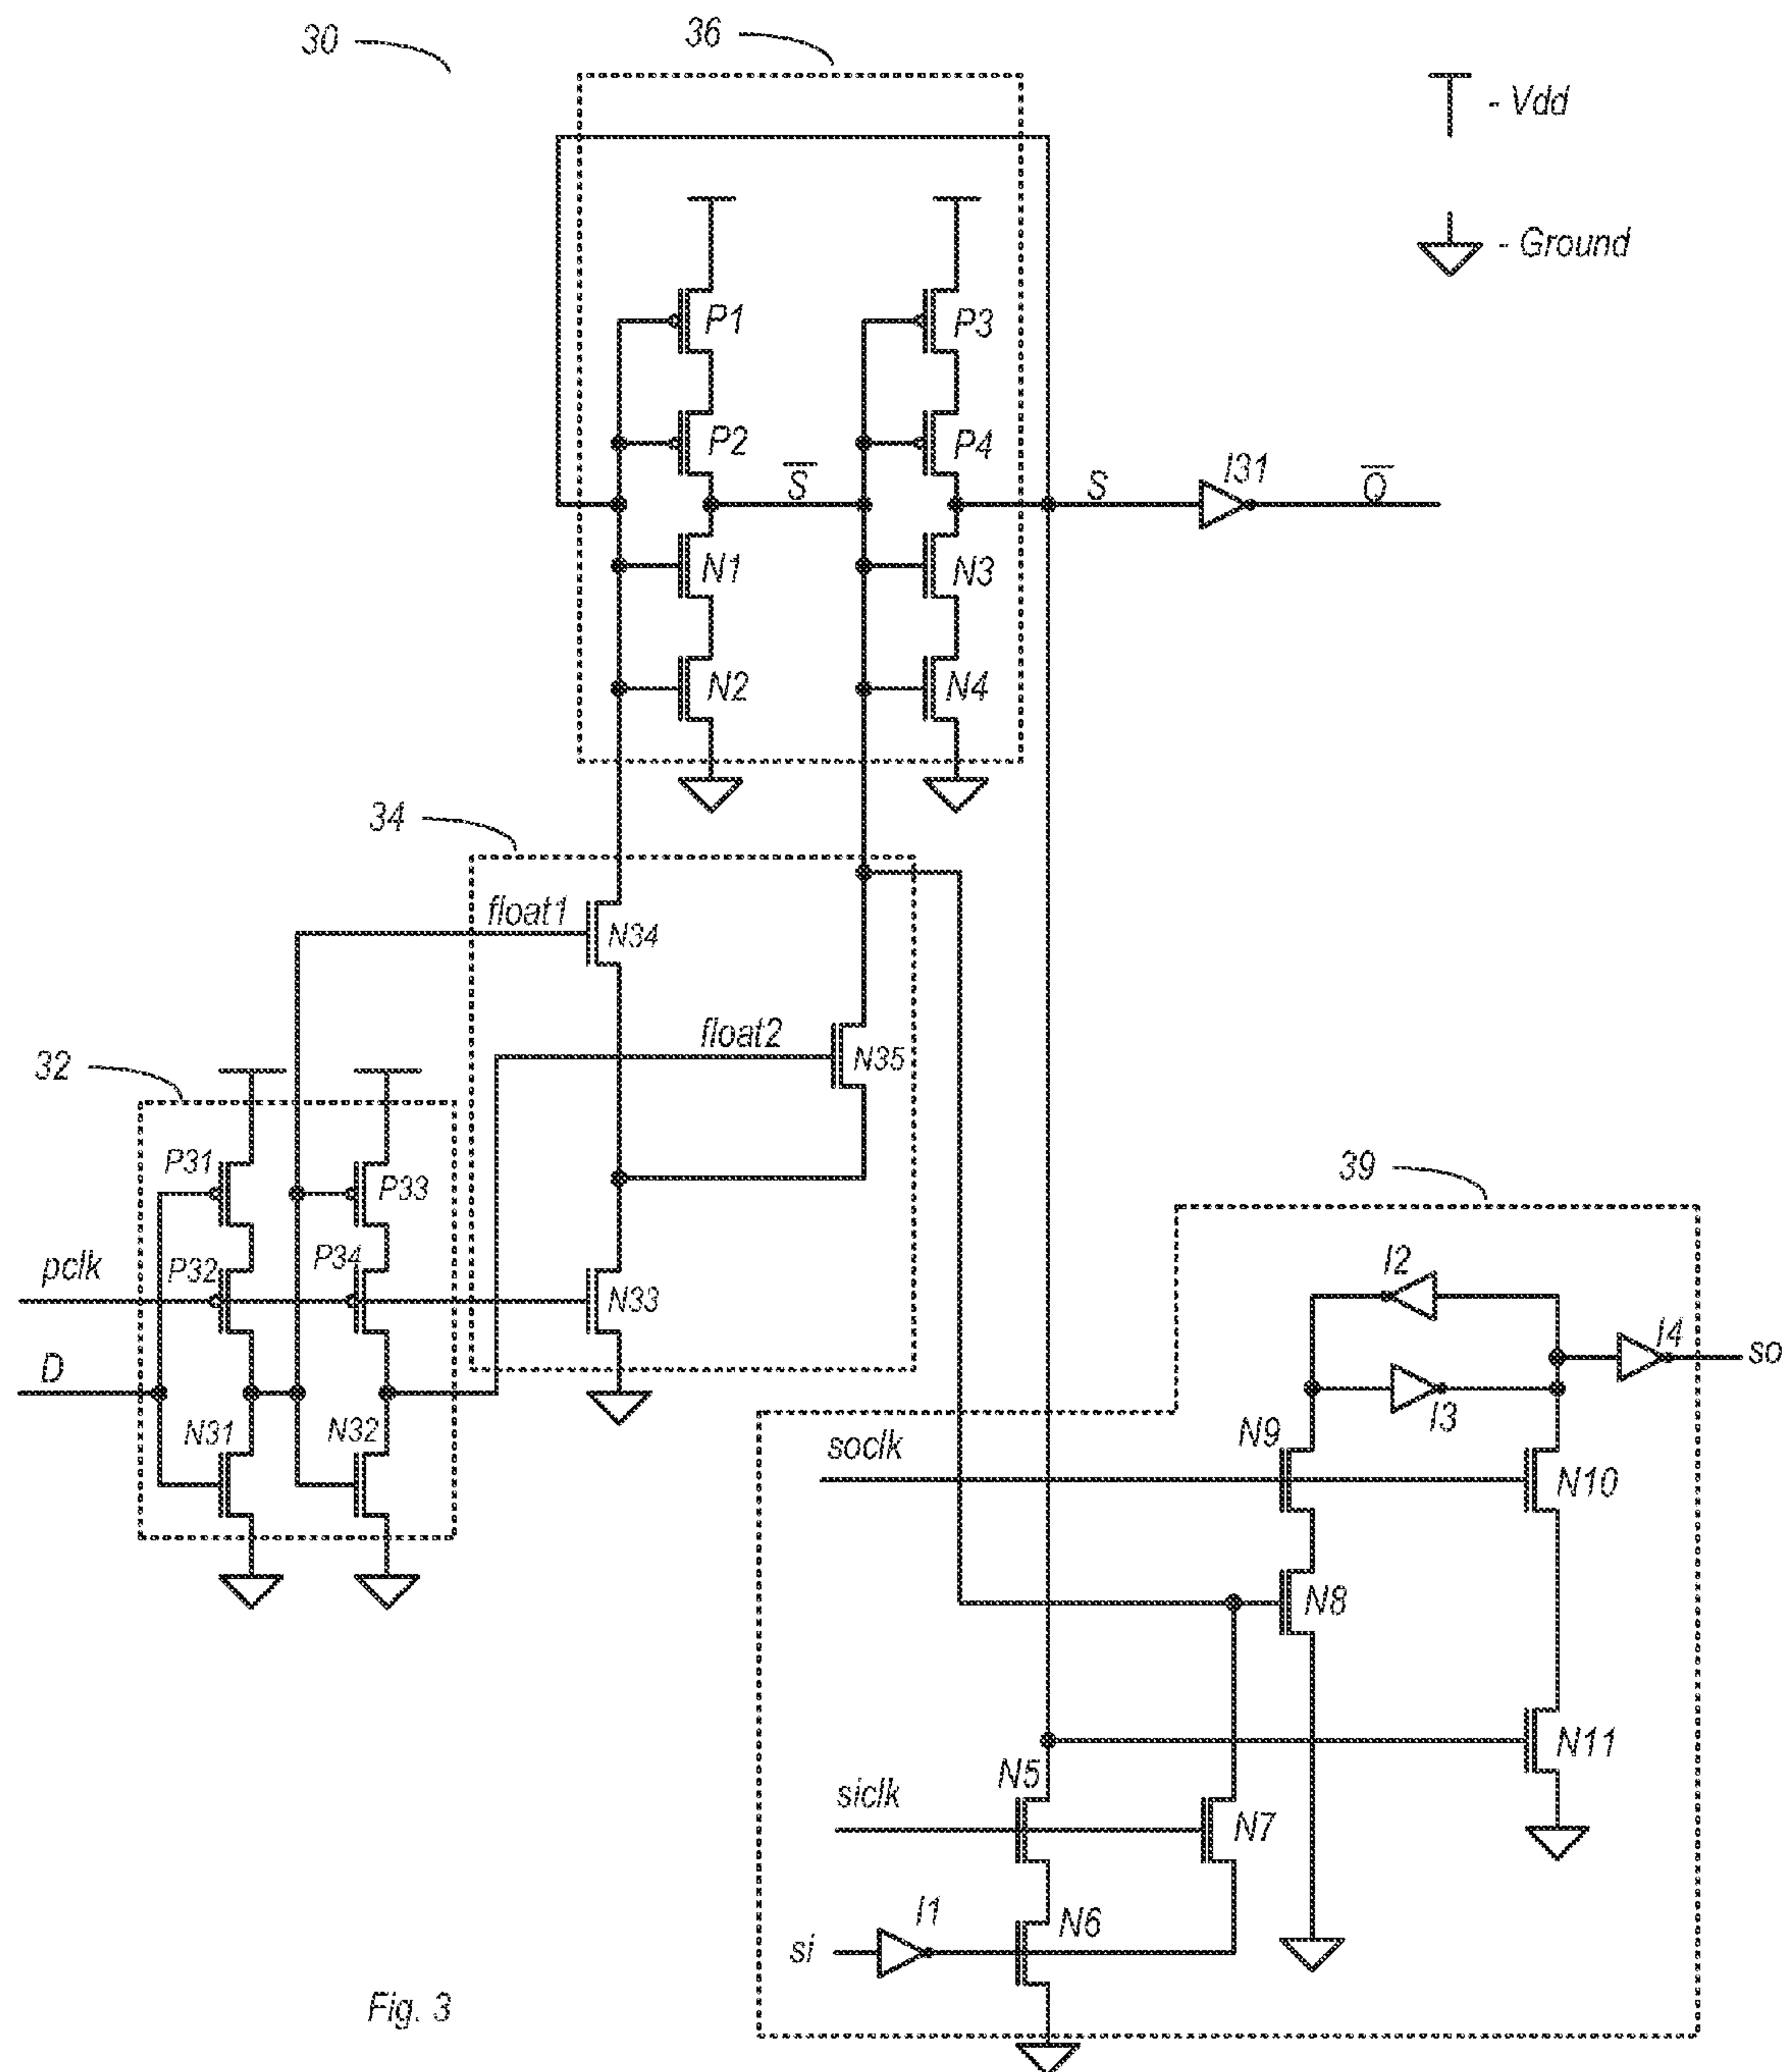 30
36
- Vdd
- Ground
P1
P3
P2
P4
S̅
S
I31
Q̅
N1
N3
N2
N4
34
float1
N34
float2
N35
32
P31
P33
39
pclk
P32
P34
N33
I2
I4
so
D
I3
N31
N32
soclk
N9
N10
N8
N11
N5
siclk
N7
I1
N6
si
Fig. 3